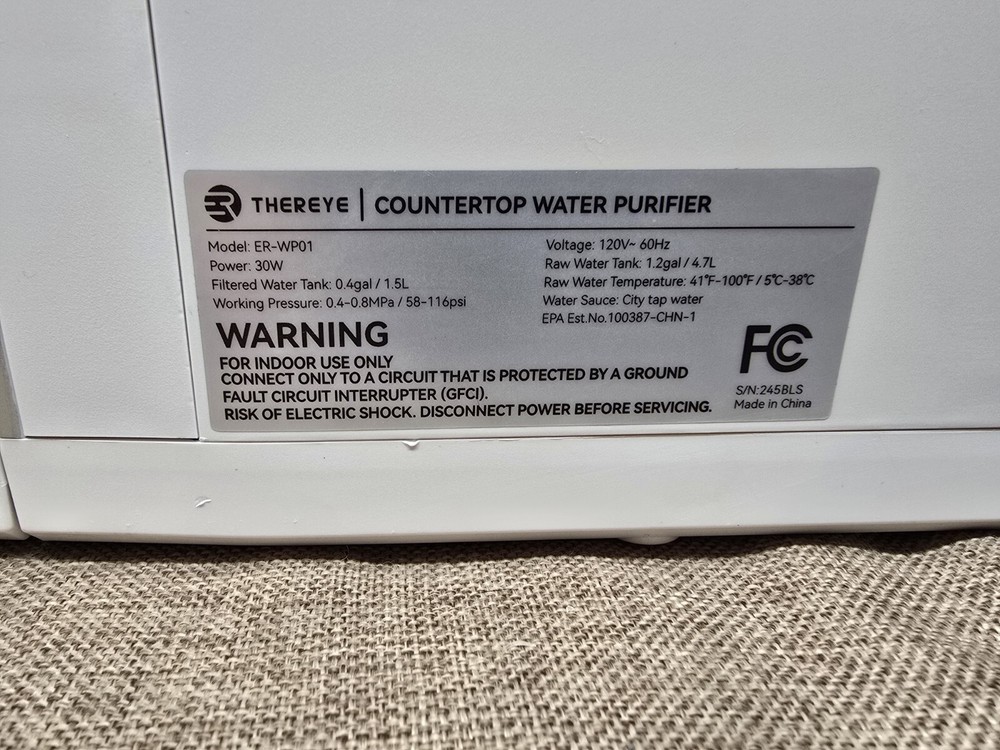 THEREYE | COUNTERTOP WATER PURIFIER
Model: ER-WP01
Power: 30W
Filtered Water Tank: 0.4gal / 1.5L
Working Pressure: 0.4-0.8MPa / 58-116psi
Voltage: 120V~ 60Hz
Raw Water Tank: 1.2gal / 4.7L
Raw Water Temperature: 41°F-100°F / 5°C-38°C
Water Sauce: City tap water
EPA Est.No.100387-CHN-1
WARNING
FOR INDOOR USE ONLY
CONNECT ONLY TO A CIRCUIT THAT IS PROTECTED BY A GROUND
FAULT CIRCUIT INTERRUPTER (GFCI).
RISK OF ELECTRIC SHOCK. DISCONNECT POWER BEFORE SERVICING.
FC
S/N:245BLS
Made in China